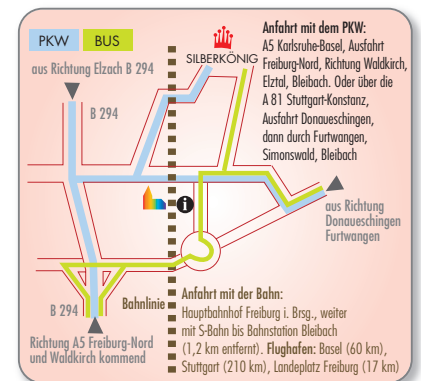 PKW
BUS
SILBERKÖNIG
aus Richtung Elzach B 294
B 294
Anfahrt mit dem PKW:
A5 Karlsruhe-Basel, Ausfahrt
Freiburg-Nord, Richtung Waldkirch,
Elztal, Bleibach. Oder über die
A 81 Stuttgart-Konstanz,
Ausfahrt Donaueschingen,
dann durch Furtwangen,
Simonswald, Bleibach
i
aus Richtung
Donaueschingen
Furtwangen
B 294
Bahnlinie
Richtung A5 Freiburg-Nord
und Waldkirch kommend
Anfahrt mit der Bahn:
Hauptbahnhof Freiburg i. Brsg., weiter
mit S-Bahn bis Bahnstation Bleibach
(1,2 km entfernt). Flughafen: Basel (60 km),
Stuttgart (210 km), Landeplatz Freiburg (17 km)